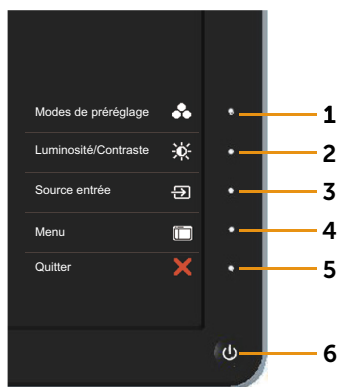 Modes de préréglage 1
Luminosité/Contraste 2
Source entrée 3
Menu 4
Quitter 5
6